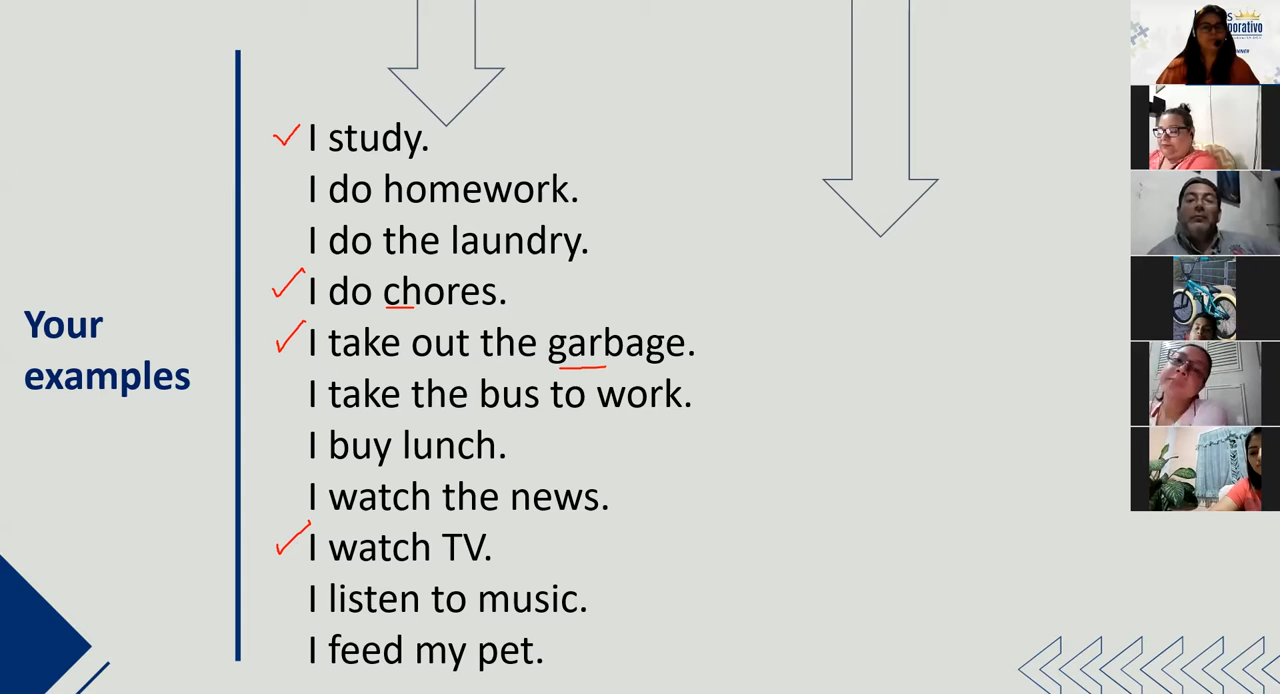 Your
examples
I study.
I do homework.
I do the laundry.
I do chores.
I take out the garbage.
I take the bus to work.
I buy lunch.
I watch the news.
I watch TV.
I listen to music.
I feed my pet.